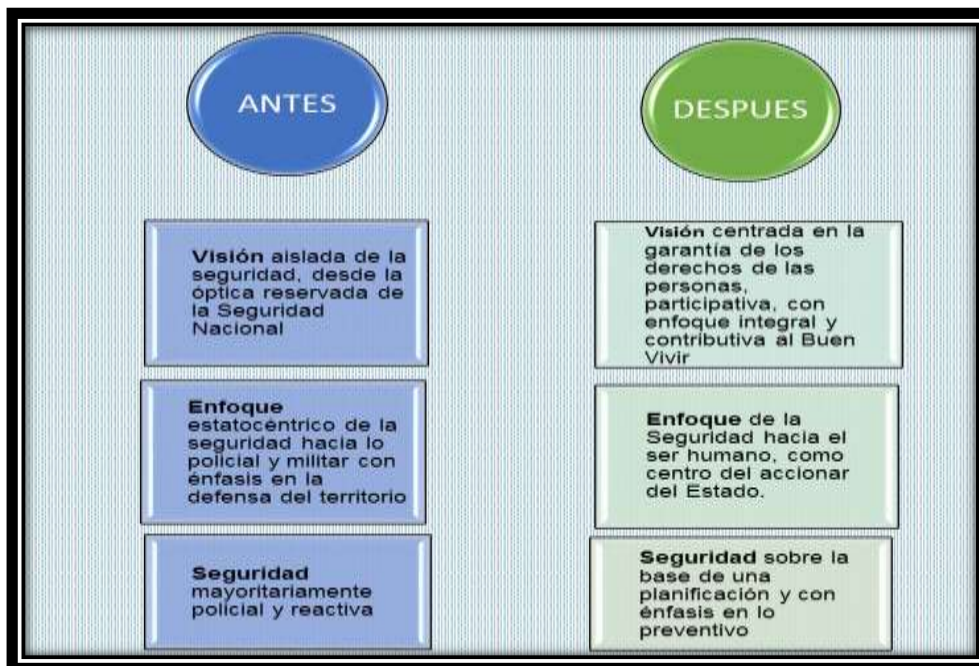 ANTES
Visión aislada de la
seguridad, desde la
óptica reservada de
la Seguridad
Nacional
Enfoque
estatocéntrico de la
seguridad hacia lo
policial y militar con
énfasis en la
defensa del territorio
Seguridad
mayoritariamente
policial y reactiva
DESPUES
Visión centrada en la
garantía de los
derechos de las
personas,
participativa, con
enfoque integral y
contributiva al Buen
Vivir
Enfoque de la
Seguridad hacia el
ser humano, como
centro del accionar
del Estado.
Seguridad sobre la
base de una
planificación y con
énfasis en lo
preventivo